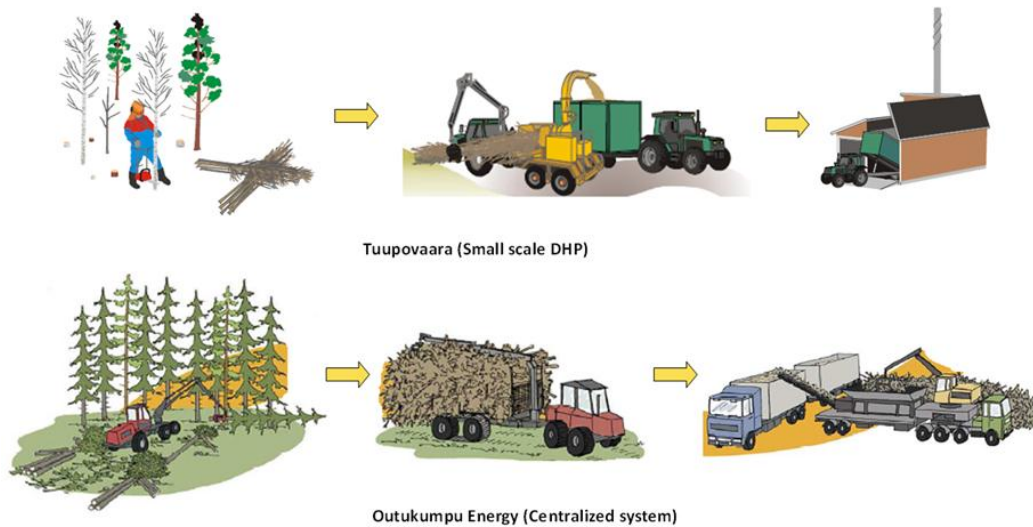 Tuupovaara (Small scale DHP)
Outukumpu Energy (Centralized system)